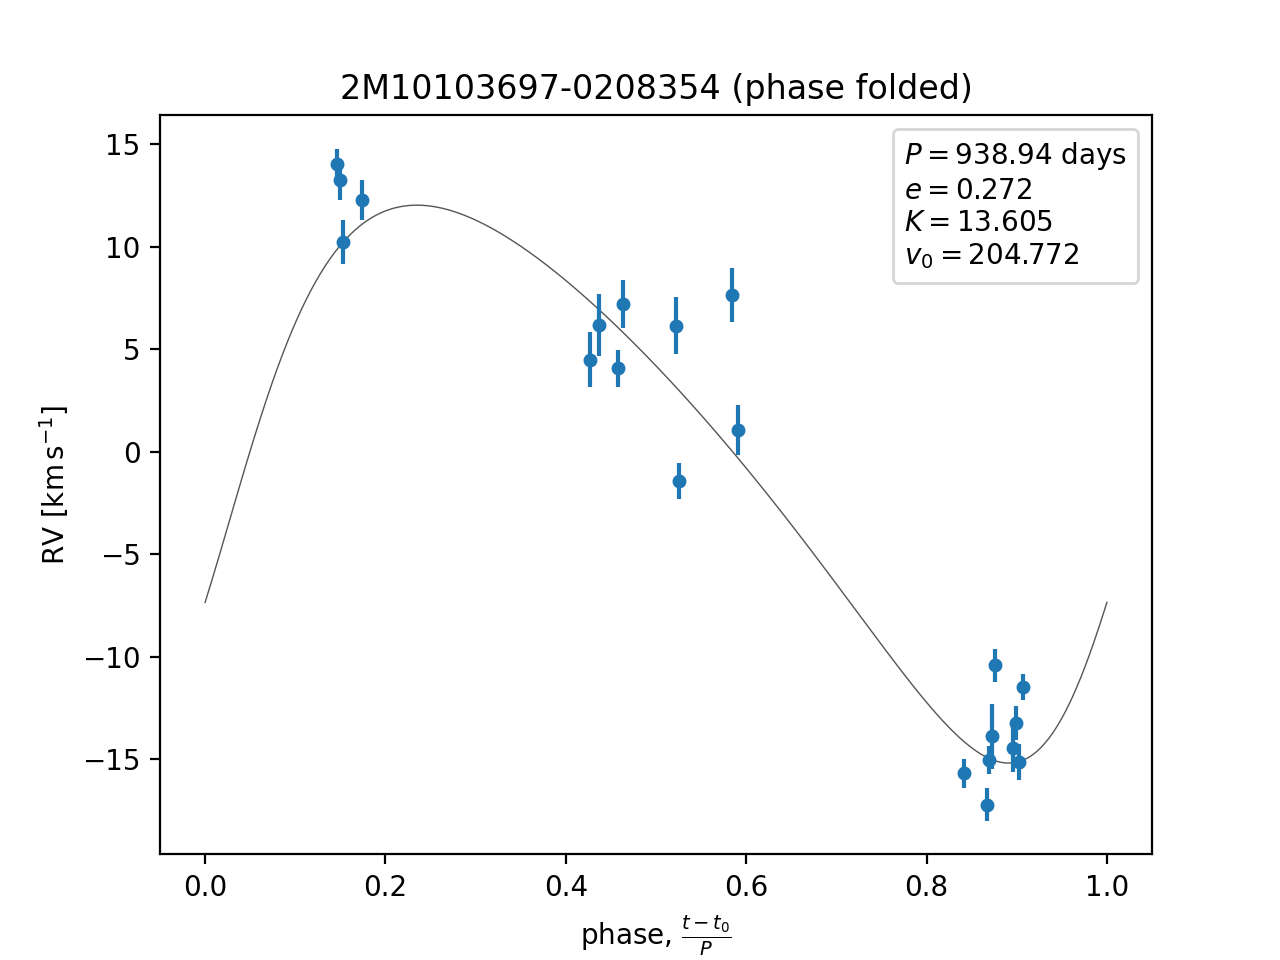 2M10103697-0208354 (phase folded)
P = 938.94 days
e = 0.272
K = 13.605
v₀ = 204.772
15
10
5
0
−5
−10
−15
RV [km s⁻¹]
0.0 0.2 0.4 0.6 0.8 1.0
phase, (t − t₀)/P